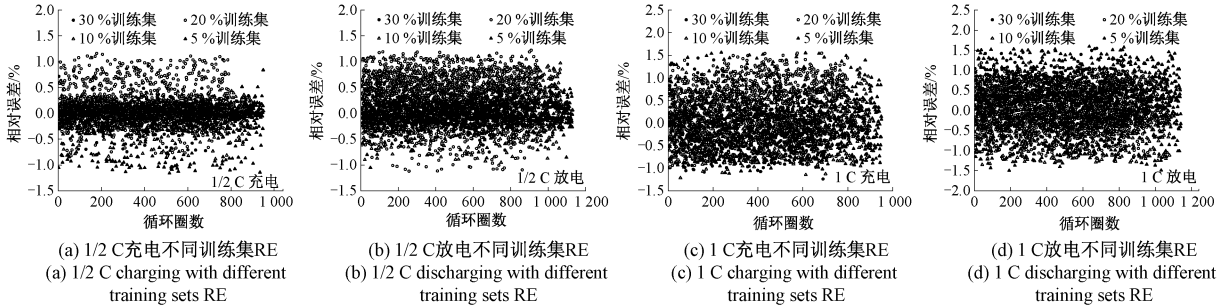 • 30 %训练集 ◦ 20 %训练集
▴ 10 %训练集 ▴ 5 %训练集
相对误差/%
2.0
1.5
1.0
0.5
0.0
−0.5
−1.0
−1.5
1/2 C 充电
0 200 400 600 800 1 000
循环圈数
(a) 1/2 C充电不同训练集RE
(a) 1/2 C charging with different
training sets RE
• 30 %训练集 ◦ 20 %训练集
▴ 10 %训练集 ▴ 5 %训练集
相对误差/%
2.0
1.5
1.0
0.5
0.0
−0.5
−1.0
−1.5
1/2 C 放电
0 200 400 600 800 1 000 1 200
循环圈数
(b) 1/2 C放电不同训练集RE
(b) 1/2 C discharging with different
training sets RE
• 30 %训练集 ◦ 20 %训练集
▴ 10 %训练集 ▴ 5 %训练集
相对误差/%
2.5
2.0
1.5
1.0
0.5
0.0
−0.5
−1.0
−1.5
1 C 充电
0 200 400 600 800 1 000
循环圈数
(c) 1 C充电不同训练集RE
(c) 1 C charging with different
training sets RE
• 30 %训练集 ◦ 20 %训练集
▴ 10 %训练集 ▴ 5 %训练集
相对误差/%
2.5
2.0
1.5
1.0
0.5
0.0
−0.5
−1.0
−1.5
−2.0
1 C 放电
0 200 400 600 800 1 000 1 200
循环圈数
(d) 1 C放电不同训练集RE
(d) 1 C discharging with different
training sets RE